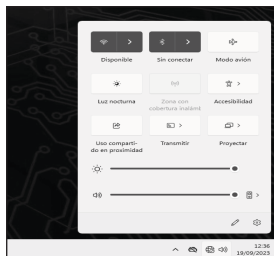 Disponible
Sin conectar
Modo avión
Luz nocturna
Zona con
cobertura inalámb
Accesibilidad
Uso comparti-
do en proximidad
Transmitir
Proyectar
12:36
19/09/2023